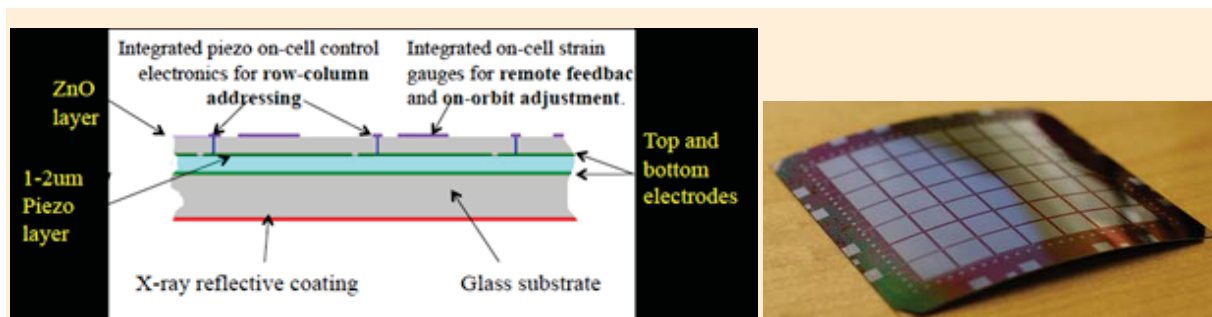 Integrated piezo on-cell control
electronics for row-column
addressing
Integrated on-cell strain
gauges for remote feedbac
and on-orbit adjustment.
ZnO
layer
1-2um
Piezo
layer
Top and
bottom
electrodes
X-ray reflective coating
Glass substrate